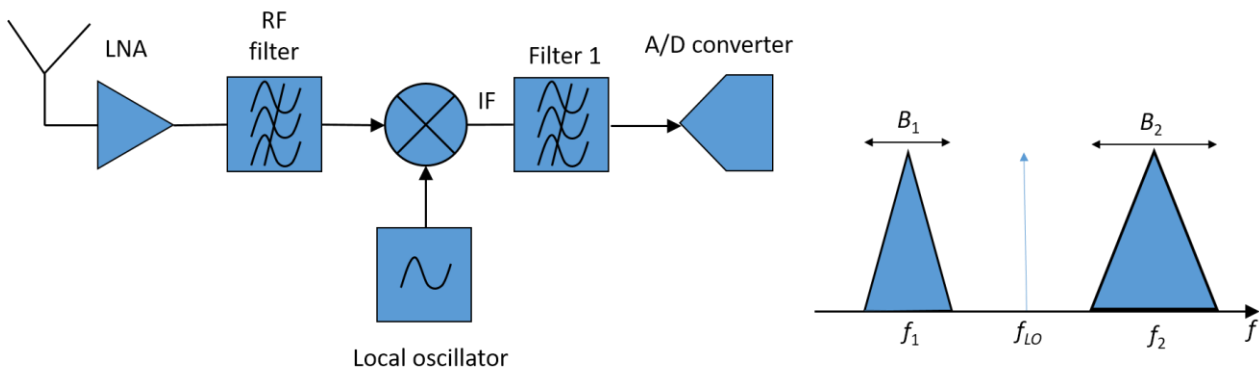 LNA
RF
filter
IF
Filter 1
A/D converter
Local oscillator
B1
B2
f1
fLO
f2
f